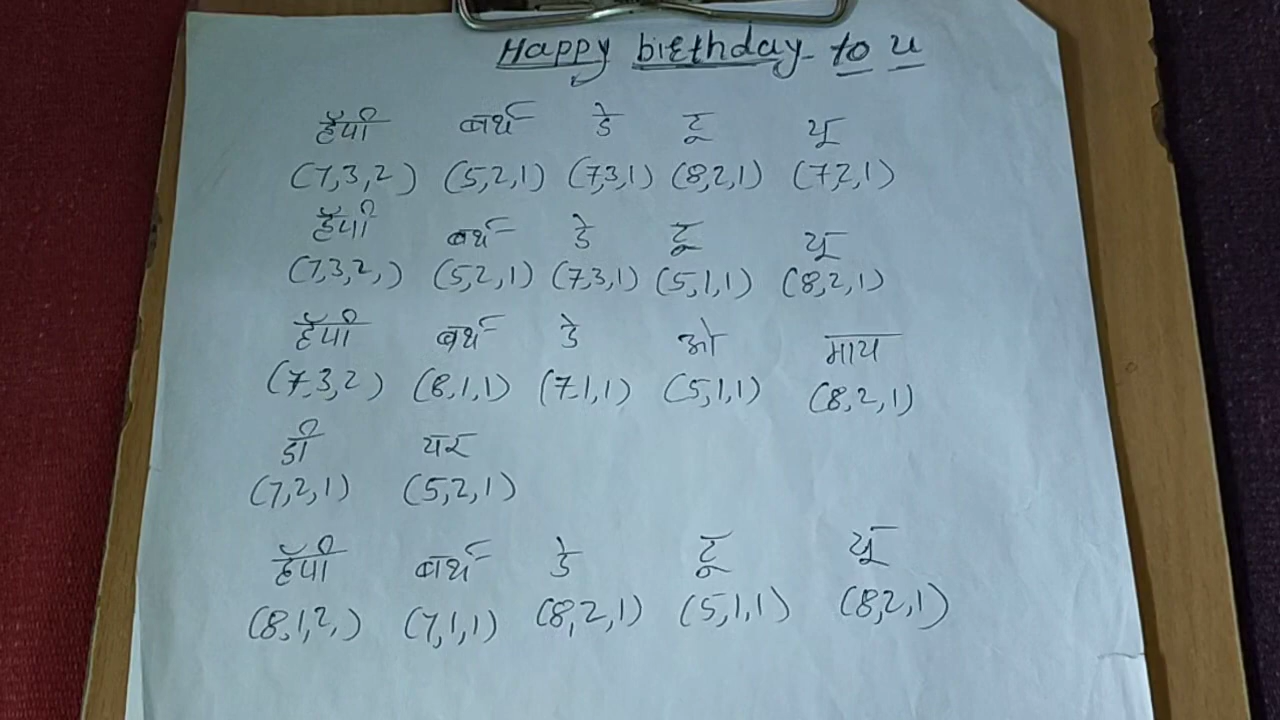 Happy birthday to u
हॅपी बर्थ डे टू यू
(7,3,2) (5,2,1) (7,3,1) (8,2,1) (7,2,1)
हॅपी बर्थ डे टू यू
(7,3,2,) (5,2,1) (7,3,1) (5,1,1) (8,2,1)
हॅपी बर्थ डे ओ माय
(7,3,2) (8,1,1) (7,1,1) (5,1,1) (8,2,1)
डी यर
(7,2,1) (5,2,1)
हॅपी बर्थ डे टू यू
(8,1,2,) (7,1,1) (8,2,1) (5,1,1) (8,2,1)